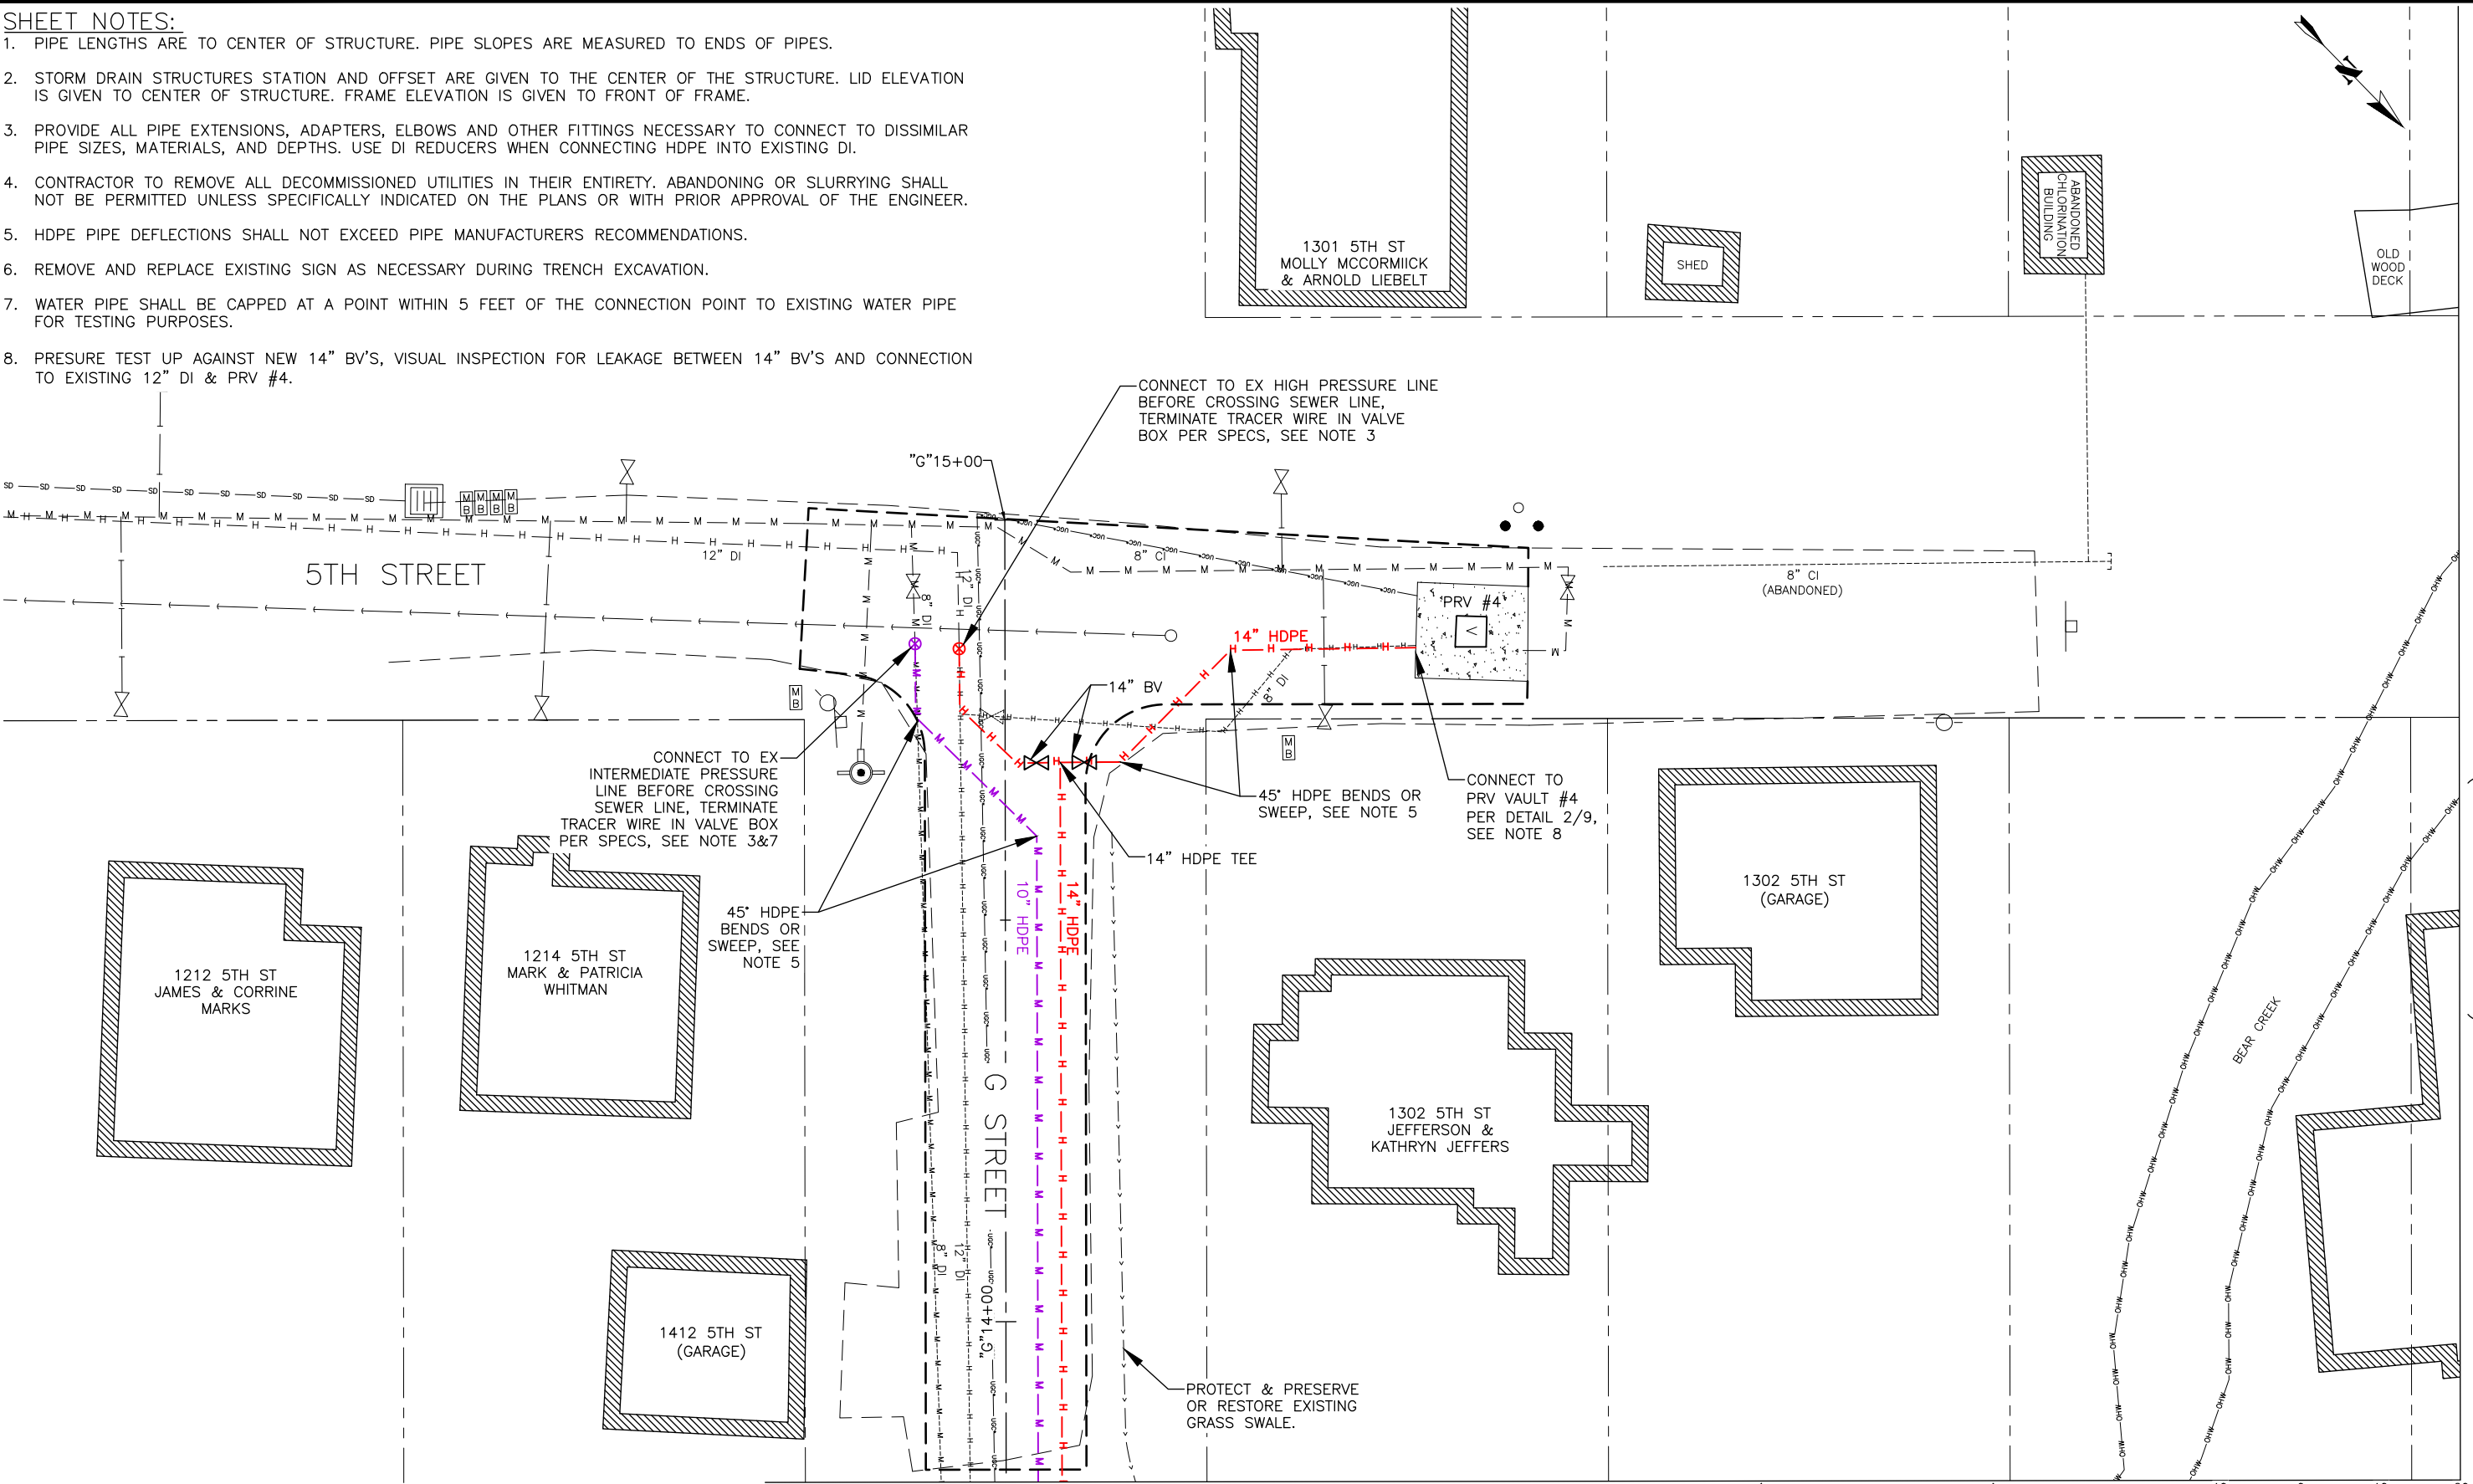 SHEET NOTES:
1. PIPE LENGTHS ARE TO CENTER OF STRUCTURE. PIPE SLOPES ARE MEASURED TO ENDS OF PIPES.
2. STORM DRAIN STRUCTURES STATION AND OFFSET ARE GIVEN TO THE CENTER OF THE STRUCTURE. LID ELEVATION
IS GIVEN TO CENTER OF STRUCTURE. FRAME ELEVATION IS GIVEN TO FRONT OF FRAME.
3. PROVIDE ALL PIPE EXTENSIONS, ADAPTERS, ELBOWS AND OTHER FITTINGS NECESSARY TO CONNECT TO DISSIMILAR
PIPE SIZES, MATERIALS, AND DEPTHS. USE DI REDUCERS WHEN CONNECTING HDPE INTO EXISTING DI.
4. CONTRACTOR TO REMOVE ALL DECOMMISSIONED UTILITIES IN THEIR ENTIRETY. ABANDONING OR SLURRYING SHALL
NOT BE PERMITTED UNLESS SPECIFICALLY INDICATED ON THE PLANS OR WITH PRIOR APPROVAL OF THE ENGINEER.
5. HDPE PIPE DEFLECTIONS SHALL NOT EXCEED PIPE MANUFACTURERS RECOMMENDATIONS.
6. REMOVE AND REPLACE EXISTING SIGN AS NECESSARY DURING TRENCH EXCAVATION.
7. WATER PIPE SHALL BE CAPPED AT A POINT WITHIN 5 FEET OF THE CONNECTION POINT TO EXISTING WATER PIPE
FOR TESTING PURPOSES.
8. PRESURE TEST UP AGAINST NEW 14" BV'S, VISUAL INSPECTION FOR LEAKAGE BETWEEN 14" BV'S AND CONNECTION
TO EXISTING 12" DI & PRV #4.
N
1301 5TH ST
MOLLY MCCORMIICK
& ARNOLD LIEBELT
SHED
ABANDONED
CHLORINATION
BUILDING
OLD
WOOD
DECK
CONNECT TO EX HIGH PRESSURE LINE
BEFORE CROSSING SEWER LINE,
TERMINATE TRACER WIRE IN VALVE
BOX PER SPECS, SEE NOTE 3
"G"15+00
5TH STREET
12" DI
8" DI
12" DI
8" CI
PRV #4
V
8" CI
(ABANDONED)
14" HDPE
8" DI
14" BV
CONNECT TO EX
INTERMEDIATE PRESSURE
LINE BEFORE CROSSING
SEWER LINE, TERMINATE
TRACER WIRE IN VALVE BOX
PER SPECS, SEE NOTE 3&7
45° HDPE BENDS OR
SWEEP, SEE NOTE 5
CONNECT TO
PRV VAULT #4
PER DETAIL 2/9,
SEE NOTE 8
14" HDPE TEE
45° HDPE
BENDS OR
SWEEP, SEE
NOTE 5
10" HDPE
14" HDPE
1212 5TH ST
JAMES & CORRINE
MARKS
1214 5TH ST
MARK & PATRICIA
WHITMAN
1302 5TH ST
(GARAGE)
BEAR CREEK
G STREET
1302 5TH ST
JEFFERSON &
KATHRYN JEFFERS
8" DI
12" DI
"G"14+00
1412 5TH ST
(GARAGE)
PROTECT & PRESERVE
OR RESTORE EXISTING
GRASS SWALE.